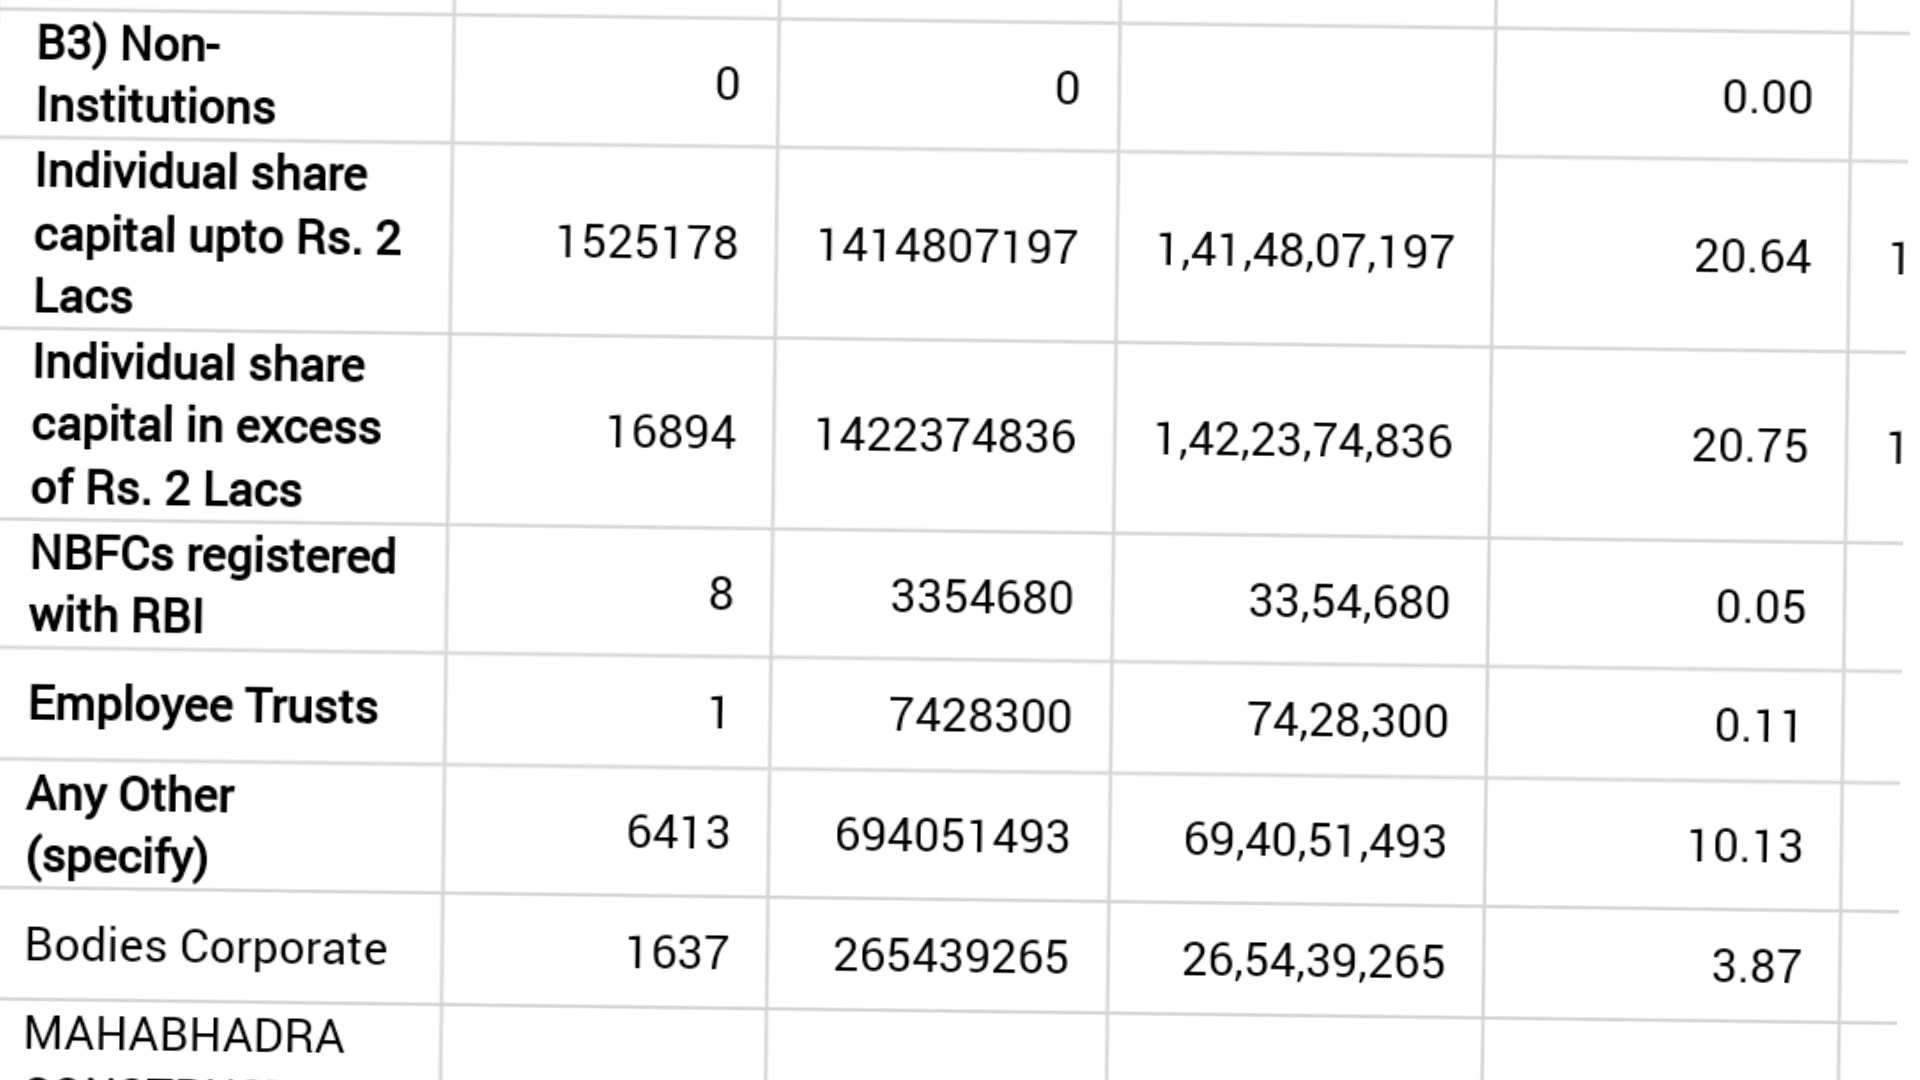 B3) Non-
Institutions 0 0 0.00
Individual share
capital upto Rs. 2
Lacs 1525178 1414807197 1,41,48,07,197 20.64 1
Individual share
capital in excess
of Rs. 2 Lacs 16894 1422374836 1,42,23,74,836 20.75 1
NBFCs registered
with RBI 8 3354680 33,54,680 0.05
Employee Trusts 1 7428300 74,28,300 0.11
Any Other
(specify) 6413 694051493 69,40,51,493 10.13
Bodies Corporate 1637 265439265 26,54,39,265 3.87
MAHABHADRA